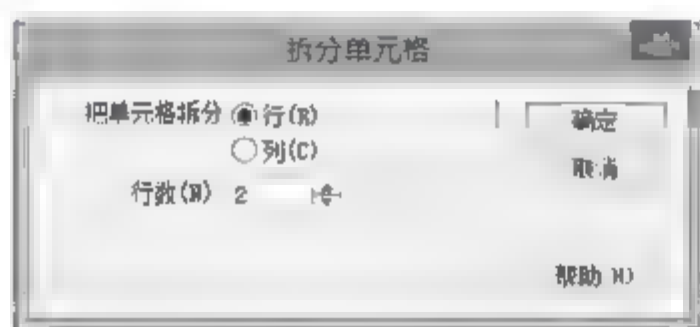 拆分单元格
把单元格拆分 行(R)
列(C)
行数(N) 2
确定
取消
帮助